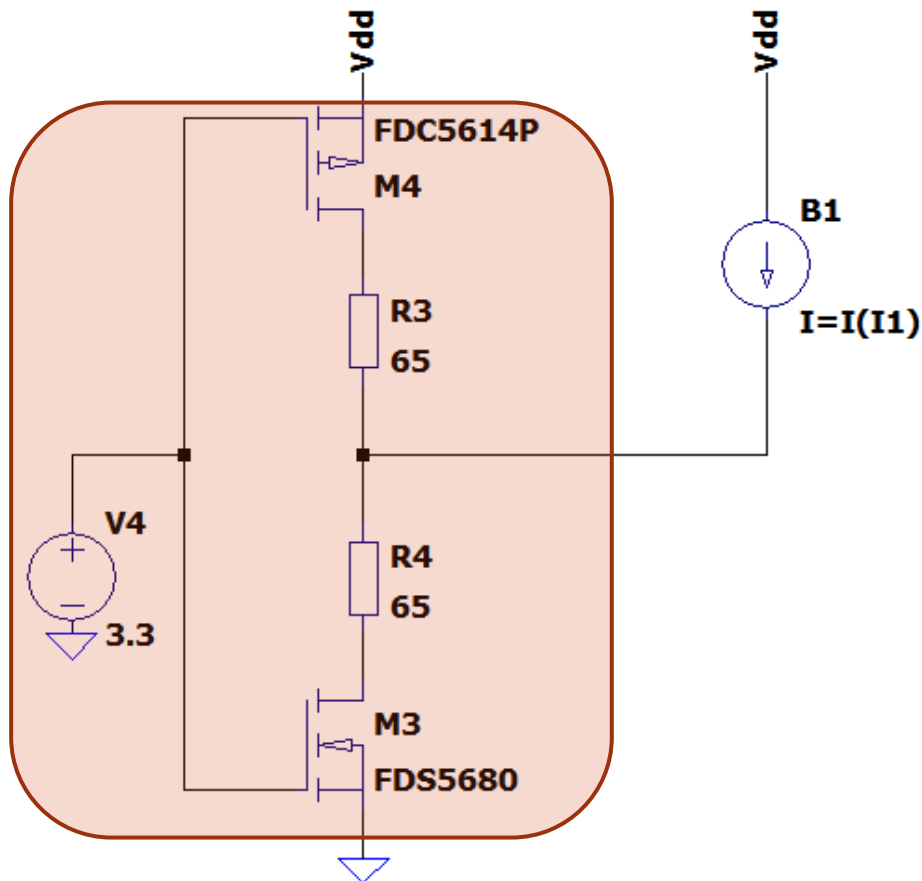 Vdd
Vdd
FDC5614P
M4
B1
R3
65
I=I(I1)
V4
3.3
R4
65
M3
FDS5680